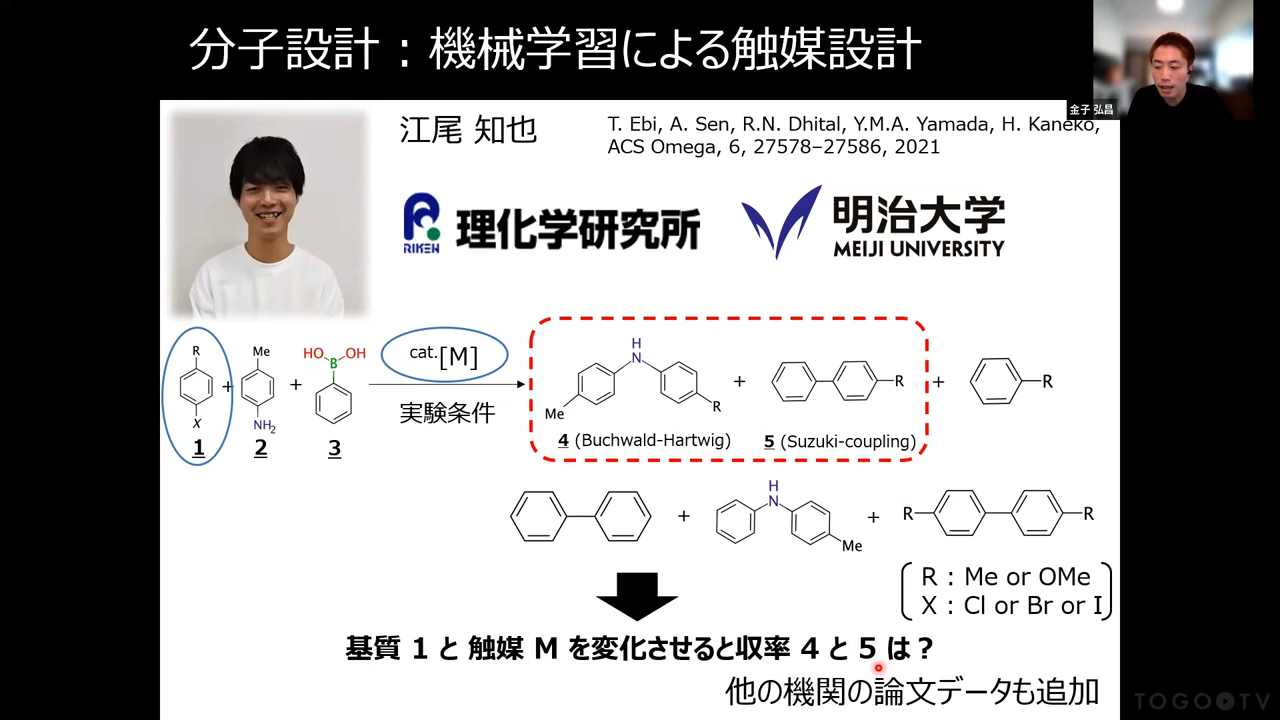 分子設計：機械学習による触媒設計
金子 弘昌
江尾 知也
T. Ebi, A. Sen, R.N. Dhital, Y.M.A. Yamada, H. Kaneko,
ACS Omega, 6, 27578–27586, 2021
RIKEN
理化学研究所
明治大学
MEIJI UNIVERSITY
R
X
1
+
Me
NH2
2
+
HO
OH
B
3
cat.[M]
実験条件
H
N
Me
R
4 (Buchwald-Hartwig)
+
R
5 (Suzuki-coupling)
+
R
+
H
N
Me
+
R
R
R : Me or OMe
X : Cl or Br or I
基質 1 と 触媒 M を変化させると収率 4 と 5 は？
他の機関の論文データも追加
TOGO TV